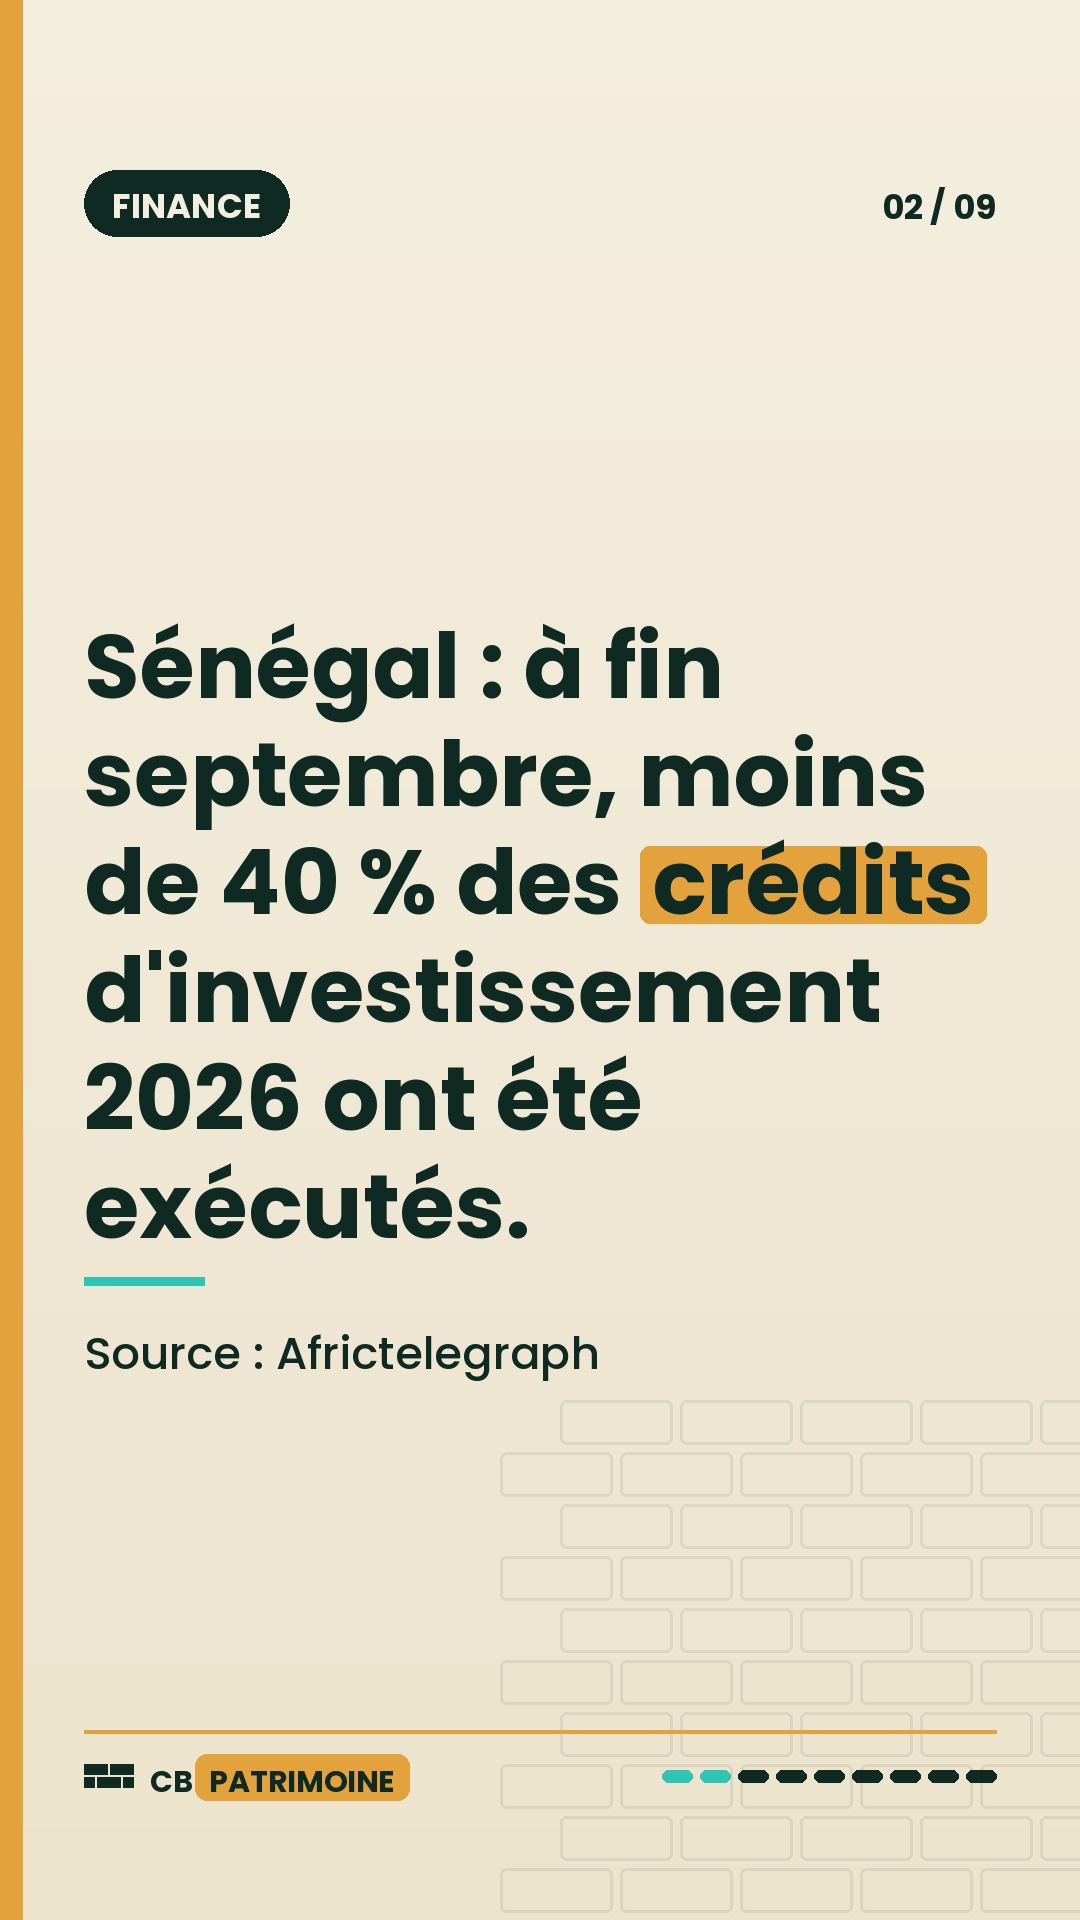 FINANCE
02 / 09
Sénégal : à fin
septembre, moins
de 40 % des crédits
d'investissement
2026 ont été
exécutés.
Source : Africtelegraph
CB PATRIMOINE